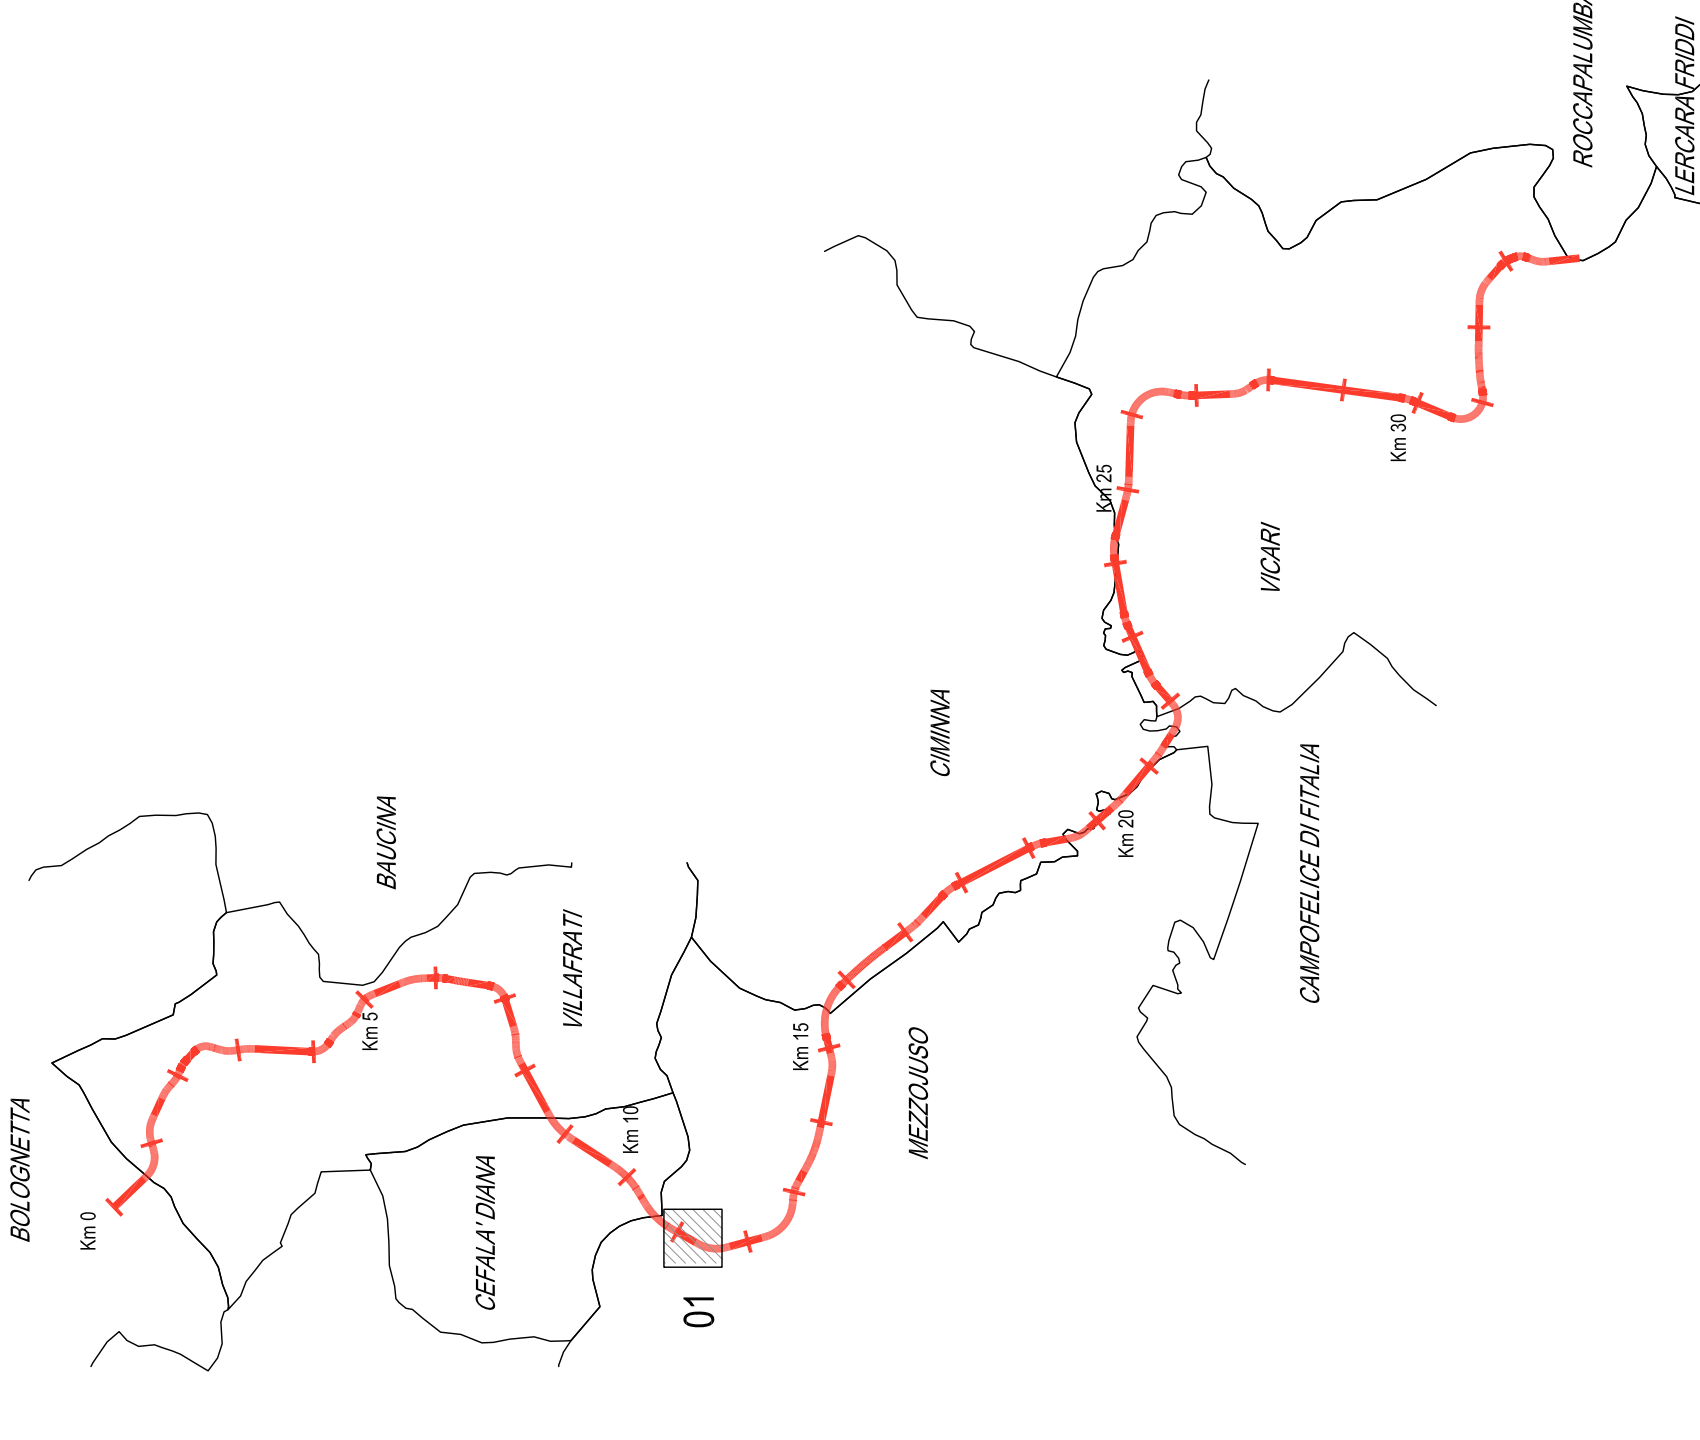 BOLOGNETTA
Km 0
BAUCINA
Km 5
VILLAFRATI
CEFALA' DIANA
Km 10
01
MEZZOJUSO
Km 15
CIMINNA
Km 20
CAMPOFELICE DI FITALIA
Km 25
VICARI
Km 30
ROCCAPALUMBA
LERCARA FRIDDI